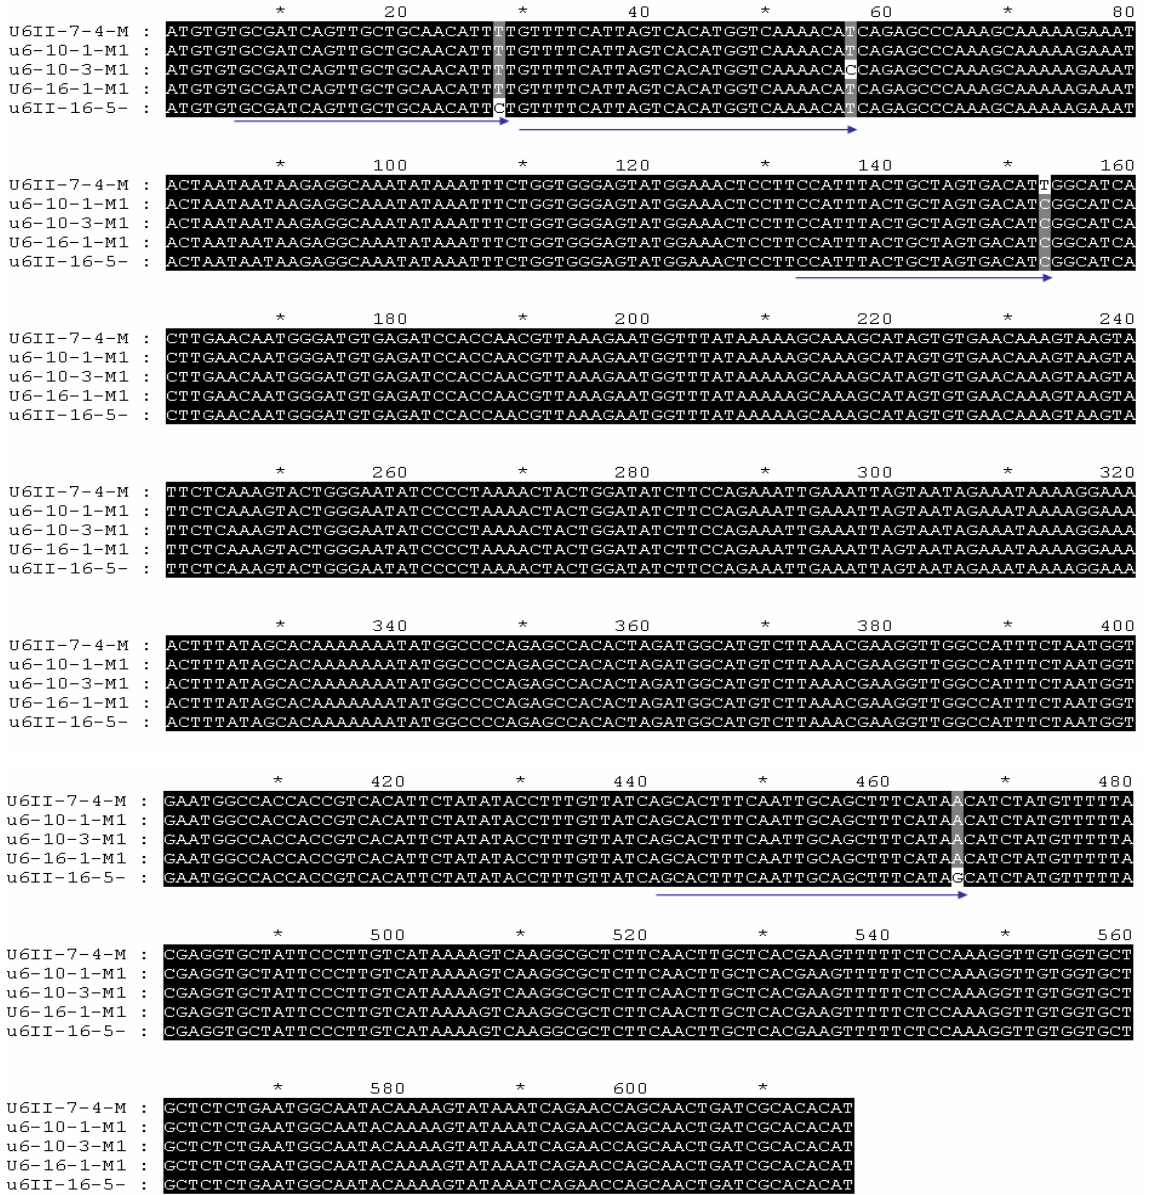 * 20 * 40 * 60 * 80
U6II-7-4-M : ATGTGTGCGATCAGTTGCTGCAACATTTTGTTTTCATTAGTCACATGGTCAAAACATCAGAGCCCAAAGCAAAAAGAAAT
u6-10-1-M1 : ATGTGTGCGATCAGTTGCTGCAACATTTTGTTTTCATTAGTCACATGGTCAAAACATCAGAGCCCAAAGCAAAAAGAAAT
u6-10-3-M1 : ATGTGTGCGATCAGTTGCTGCAACATTTTGTTTTCATTAGTCACATGGTCAAAACACCAGAGCCCAAAGCAAAAAGAAAT
U6-16-1-M1 : ATGTGTGCGATCAGTTGCTGCAACATTTTGTTTTCATTAGTCACATGGTCAAAACATCAGAGCCCAAAGCAAAAAGAAAT
u6II-16-5- : ATGTGTGCGATCAGTTGCTGCAACATTCTGTTTTCATTAGTCACATGGTCAAAACATCAGAGCCCAAAGCAAAAAGAAAT
* 100 * 120 * 140 * 160
U6II-7-4-M : ACTAATAATAAGAGGCAAATATAAATTTCTGGTGGGAGTATGGAAACTCCTTCCATTTACTGCTAGTGACATTGGCATCA
u6-10-1-M1 : ACTAATAATAAGAGGCAAATATAAATTTCTGGTGGGAGTATGGAAACTCCTTCCATTTACTGCTAGTGACATCGGCATCA
u6-10-3-M1 : ACTAATAATAAGAGGCAAATATAAATTTCTGGTGGGAGTATGGAAACTCCTTCCATTTACTGCTAGTGACATCGGCATCA
U6-16-1-M1 : ACTAATAATAAGAGGCAAATATAAATTTCTGGTGGGAGTATGGAAACTCCTTCCATTTACTGCTAGTGACATCGGCATCA
u6II-16-5- : ACTAATAATAAGAGGCAAATATAAATTTCTGGTGGGAGTATGGAAACTCCTTCCATTTACTGCTAGTGACATCGGCATCA
* 180 * 200 * 220 * 240
U6II-7-4-M : CTTGAACAATGGGATGTGAGATCCACCAACGTTAAAGAATGGTTTATAAAAAGCAAAGCATAGTGTGAACAAAGTAAGTA
u6-10-1-M1 : CTTGAACAATGGGATGTGAGATCCACCAACGTTAAAGAATGGTTTATAAAAAGCAAAGCATAGTGTGAACAAAGTAAGTA
u6-10-3-M1 : CTTGAACAATGGGATGTGAGATCCACCAACGTTAAAGAATGGTTTATAAAAAGCAAAGCATAGTGTGAACAAAGTAAGTA
U6-16-1-M1 : CTTGAACAATGGGATGTGAGATCCACCAACGTTAAAGAATGGTTTATAAAAAGCAAAGCATAGTGTGAACAAAGTAAGTA
u6II-16-5- : CTTGAACAATGGGATGTGAGATCCACCAACGTTAAAGAATGGTTTATAAAAAGCAAAGCATAGTGTGAACAAAGTAAGTA
* 260 * 280 * 300 * 320
U6II-7-4-M : TTCTCAAAGTACTGGGAATATCCCCTAAAACTACTGGATATCTTCCAGAAATTGAAATTAGTAATAGAAATAAAAGGAAA
u6-10-1-M1 : TTCTCAAAGTACTGGGAATATCCCCTAAAACTACTGGATATCTTCCAGAAATTGAAATTAGTAATAGAAATAAAAGGAAA
u6-10-3-M1 : TTCTCAAAGTACTGGGAATATCCCCTAAAACTACTGGATATCTTCCAGAAATTGAAATTAGTAATAGAAATAAAAGGAAA
U6-16-1-M1 : TTCTCAAAGTACTGGGAATATCCCCTAAAACTACTGGATATCTTCCAGAAATTGAAATTAGTAATAGAAATAAAAGGAAA
u6II-16-5- : TTCTCAAAGTACTGGGAATATCCCCTAAAACTACTGGATATCTTCCAGAAATTGAAATTAGTAATAGAAATAAAAGGAAA
* 340 * 360 * 380 * 400
U6II-7-4-M : ACTTTATAGCACAAAAAAATATGGCCCCAGAGCCACACTAGATGGCATGTCTTAAACGAAGGTTGGCCATTTCTAATGGT
u6-10-1-M1 : ACTTTATAGCACAAAAAAATATGGCCCCAGAGCCACACTAGATGGCATGTCTTAAACGAAGGTTGGCCATTTCTAATGGT
u6-10-3-M1 : ACTTTATAGCACAAAAAAATATGGCCCCAGAGCCACACTAGATGGCATGTCTTAAACGAAGGTTGGCCATTTCTAATGGT
U6-16-1-M1 : ACTTTATAGCACAAAAAAATATGGCCCCAGAGCCACACTAGATGGCATGTCTTAAACGAAGGTTGGCCATTTCTAATGGT
u6II-16-5- : ACTTTATAGCACAAAAAAATATGGCCCCAGAGCCACACTAGATGGCATGTCTTAAACGAAGGTTGGCCATTTCTAATGGT
* 420 * 440 * 460 * 480
U6II-7-4-M : GAATGGCCACCACCGTCACATTCTATATACCTTTGTTATCAGCACTTTCAATTGCAGCTTTCATAACATCTATGTTTTTA
u6-10-1-M1 : GAATGGCCACCACCGTCACATTCTATATACCTTTGTTATCAGCACTTTCAATTGCAGCTTTCATAACATCTATGTTTTTA
u6-10-3-M1 : GAATGGCCACCACCGTCACATTCTATATACCTTTGTTATCAGCACTTTCAATTGCAGCTTTCATAACATCTATGTTTTTA
U6-16-1-M1 : GAATGGCCACCACCGTCACATTCTATATACCTTTGTTATCAGCACTTTCAATTGCAGCTTTCATAACATCTATGTTTTTA
u6II-16-5- : GAATGGCCACCACCGTCACATTCTATATACCTTTGTTATCAGCACTTTCAATTGCAGCTTTCATAGCATCTATGTTTTTA
* 500 * 520 * 540 * 560
U6II-7-4-M : CGAGGTGCTATTCCCTTGTCATAAAAGTCAAGGCGCTCTTCAACTTGCTCACGAAGTTTTTCTCCAAAGGTTGTGGTGCT
u6-10-1-M1 : CGAGGTGCTATTCCCTTGTCATAAAAGTCAAGGCGCTCTTCAACTTGCTCACGAAGTTTTTCTCCAAAGGTTGTGGTGCT
u6-10-3-M1 : CGAGGTGCTATTCCCTTGTCATAAAAGTCAAGGCGCTCTTCAACTTGCTCACGAAGTTTTTCTCCAAAGGTTGTGGTGCT
U6-16-1-M1 : CGAGGTGCTATTCCCTTGTCATAAAAGTCAAGGCGCTCTTCAACTTGCTCACGAAGTTTTTCTCCAAAGGTTGTGGTGCT
u6II-16-5- : CGAGGTGCTATTCCCTTGTCATAAAAGTCAAGGCGCTCTTCAACTTGCTCACGAAGTTTTTCTCCAAAGGTTGTGGTGCT
* 580 * 600 *
U6II-7-4-M : GCTCTCTGAATGGCAATACAAAAGTATAAATCAGAACCAGCAACTGATCGCACACAT
u6-10-1-M1 : GCTCTCTGAATGGCAATACAAAAGTATAAATCAGAACCAGCAACTGATCGCACACAT
u6-10-3-M1 : GCTCTCTGAATGGCAATACAAAAGTATAAATCAGAACCAGCAACTGATCGCACACAT
U6-16-1-M1 : GCTCTCTGAATGGCAATACAAAAGTATAAATCAGAACCAGCAACTGATCGCACACAT
u6II-16-5- : GCTCTCTGAATGGCAATACAAAAGTATAAATCAGAACCAGCAACTGATCGCACACAT